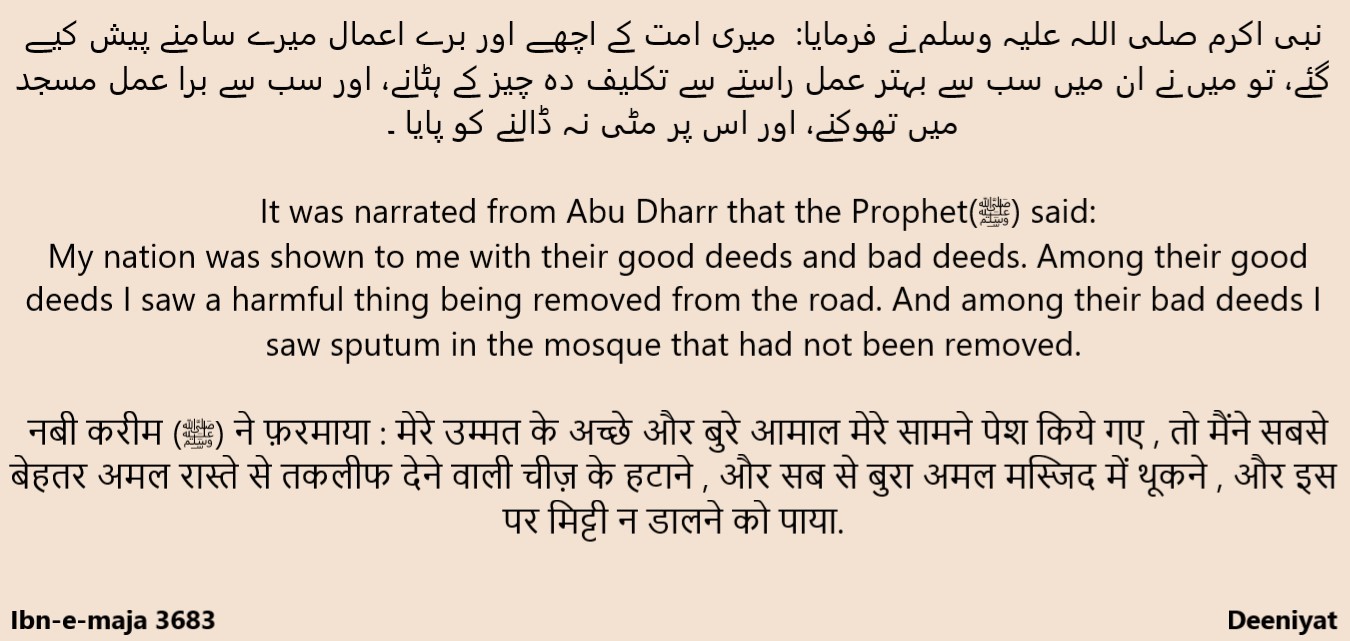 نبی اکرم صلی اللہ علیہ وسلم نے فرمایا:  میری امت کے اچھے اور برے اعمال میرے سامنے پیش کیے
گئے، تو میں نے ان میں سب سے بہتر عمل راستے سے تکلیف دہ چیز کے ہٹانے، اور سب سے برا عمل مسجد
میں تھوکنے، اور اس پر مٹی نہ ڈالنے کو پایا ۔
It was narrated from Abu Dharr that the Prophet(ﷺ) said:
My nation was shown to me with their good deeds and bad deeds. Among their good
deeds I saw a harmful thing being removed from the road. And among their bad deeds I
saw sputum in the mosque that had not been removed.
नबी करीम (ﷺ) ने फ़रमाया : मेरे उम्मत के अच्छे और बुरे आमाल मेरे सामने पेश किये गए , तो मैंने सबसे
बेहतर अमल रास्ते से तकलीफ देने वाली चीज़ के हटाने , और सब से बुरा अमल मस्जिद में थूकने , और इस
पर मिट्टी न डालने को पाया.
Ibn-e-maja 3683
Deeniyat